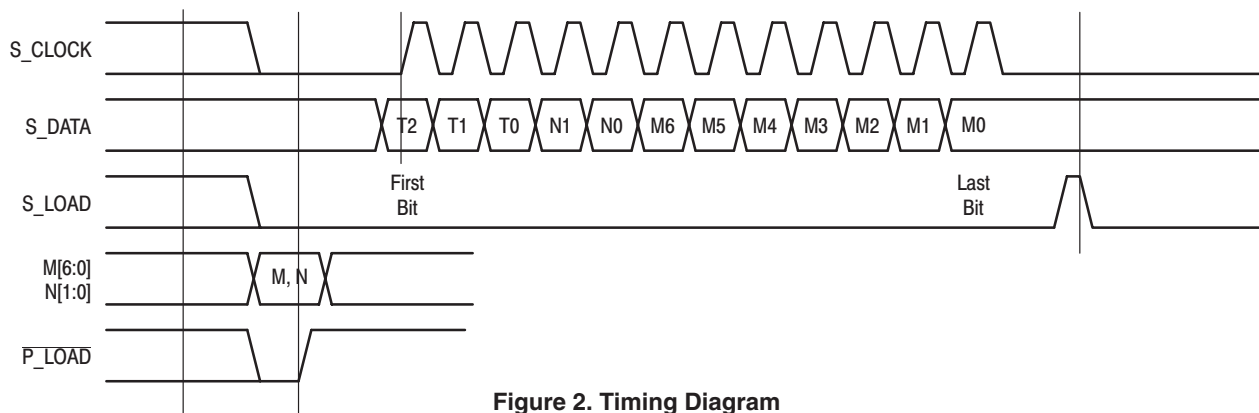 S_CLOCK
S_DATA
T2 T1 T0 N1 N0 M6 M5 M4 M3 M2 M1 M0
First
Bit
Last
Bit
S_LOAD
M[6:0]
N[1:0]
M, N
P_LOAD
Figure 2. Timing Diagram